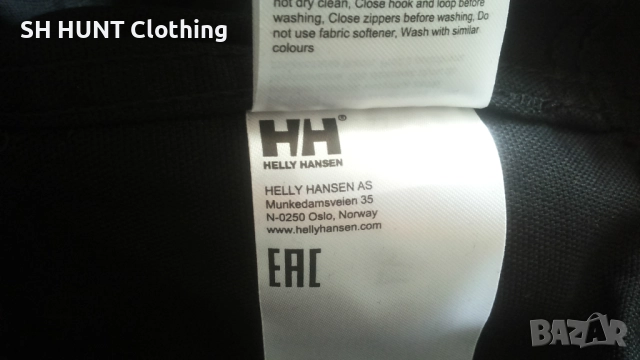 SH HUNT Clothing
not dry clean, Close hook and loop before
washing, Close zippers before washing, Do
not use fabric softener, Wash with similar
colours
HH®
HELLY HANSEN
HELLY HANSEN AS
Munkedamsveien 35
N-0250 Oslo, Norway
www.hellyhansen.com
EAC
BAZAR